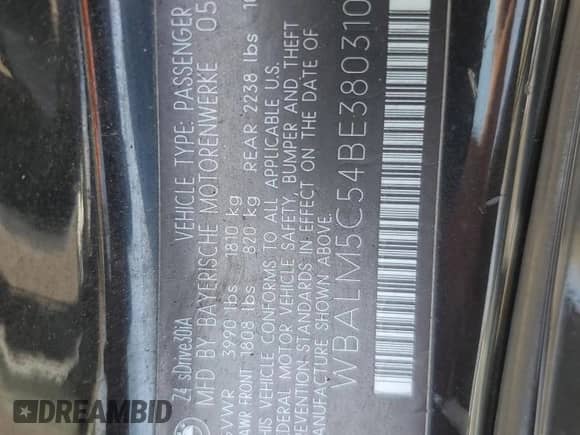 Z4 sDrive30iA VEHICLE TYPE: PASSENGER
MFD BY BAYERISCHE MOTORENWERKE 05
GVWR 3990 lbs 1810 kg
GAWR FRONT 1808 lbs 820 kg REAR 2238 lbs
THIS VEHICLE CONFORMS TO ALL APPLICABLE U.S.
FEDERAL MOTOR VEHICLE SAFETY, BUMPER AND THEFT
PREVENTION STANDARDS IN EFFECT ON THE DATE OF
MANUFACTURE SHOWN ABOVE.
WBALM5C54BE380310
DREAMBID